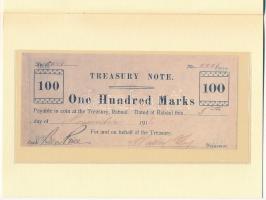 TREASURY NOTE.
100 100
One Hundred Marks
Payable in coin at the Treasury, Rabaul. Dated at Rabaul this
day of 191
For and on behalf of the Treasury.
Treasurer.